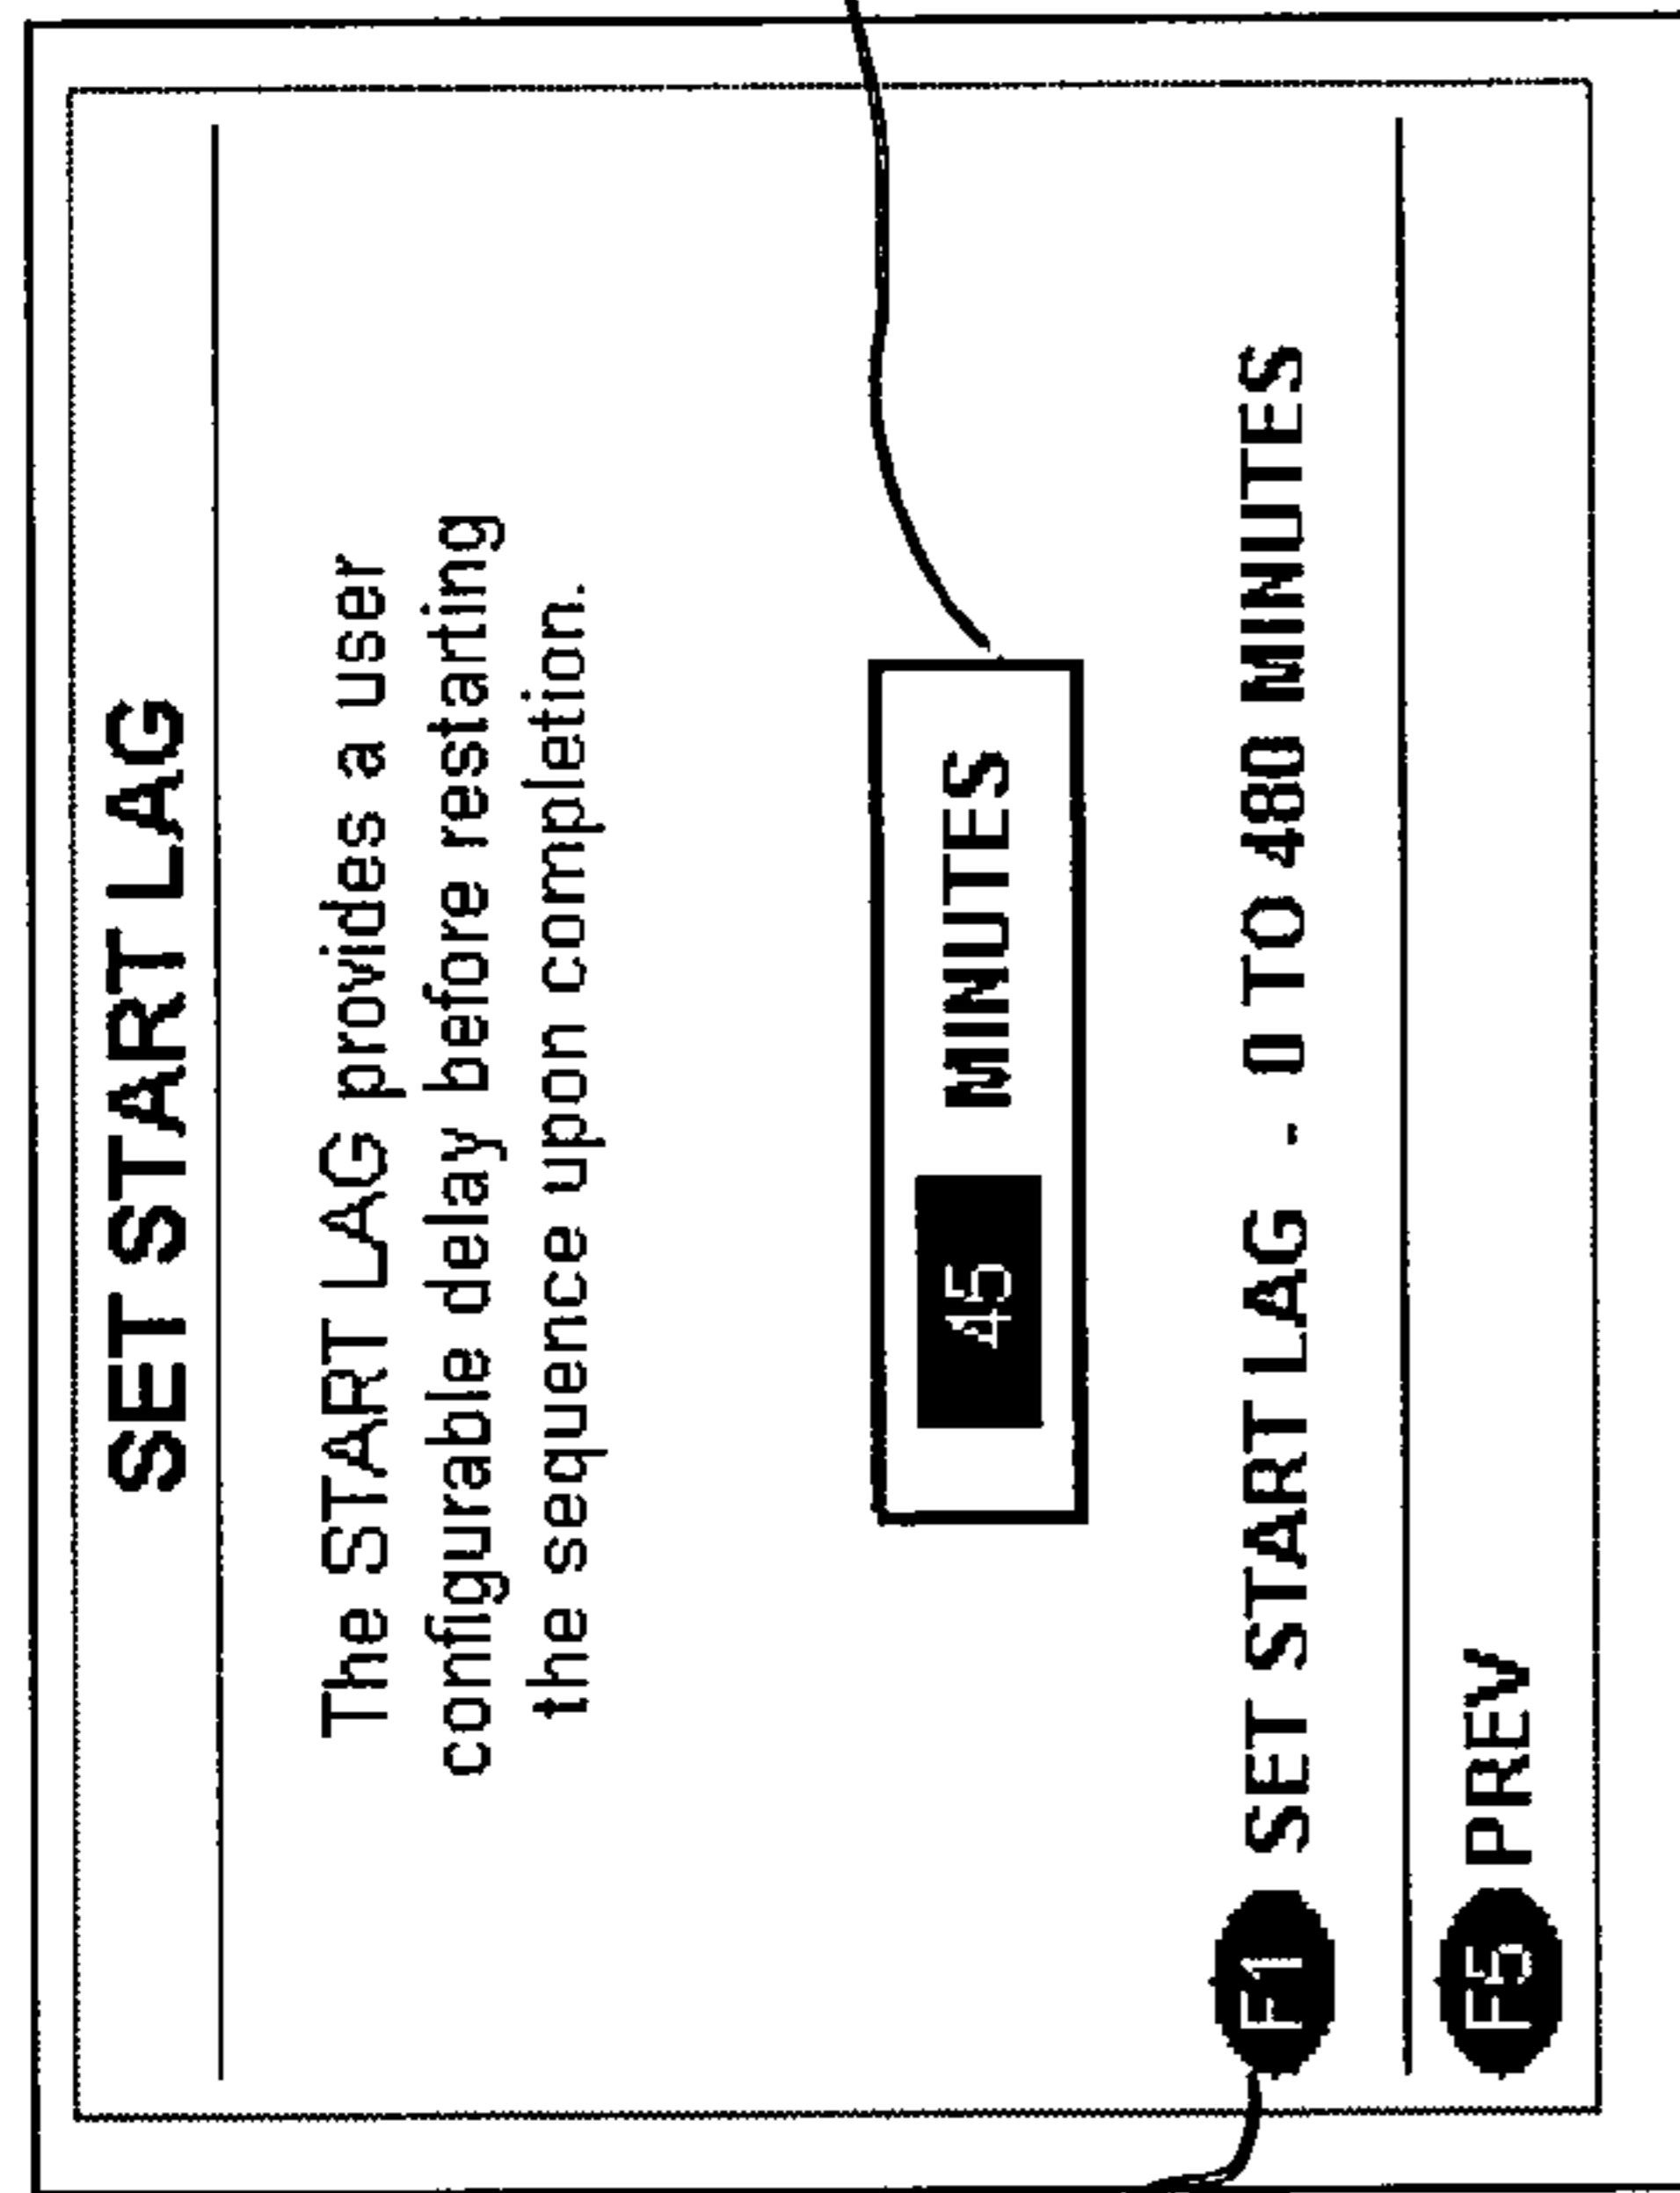 SET START LAG
The START LAG provides a user
configurable delay before restarting
the sequence upon completion.
45 MINUTES
F1 SET START LAG - 0 TO 480 MINUTES
F5 PREV